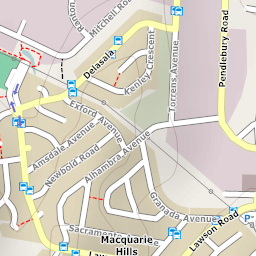 Mitchell Road
Delasala
Kenley Crescent
Torrens Avenue
Pendlebury Road
Exford Avenue
Amsdale Avenue
Newbold Road
Alhambra Avenue
Granada Avenue
Lawson Road
Macquarie
Hills
Sacramento
P